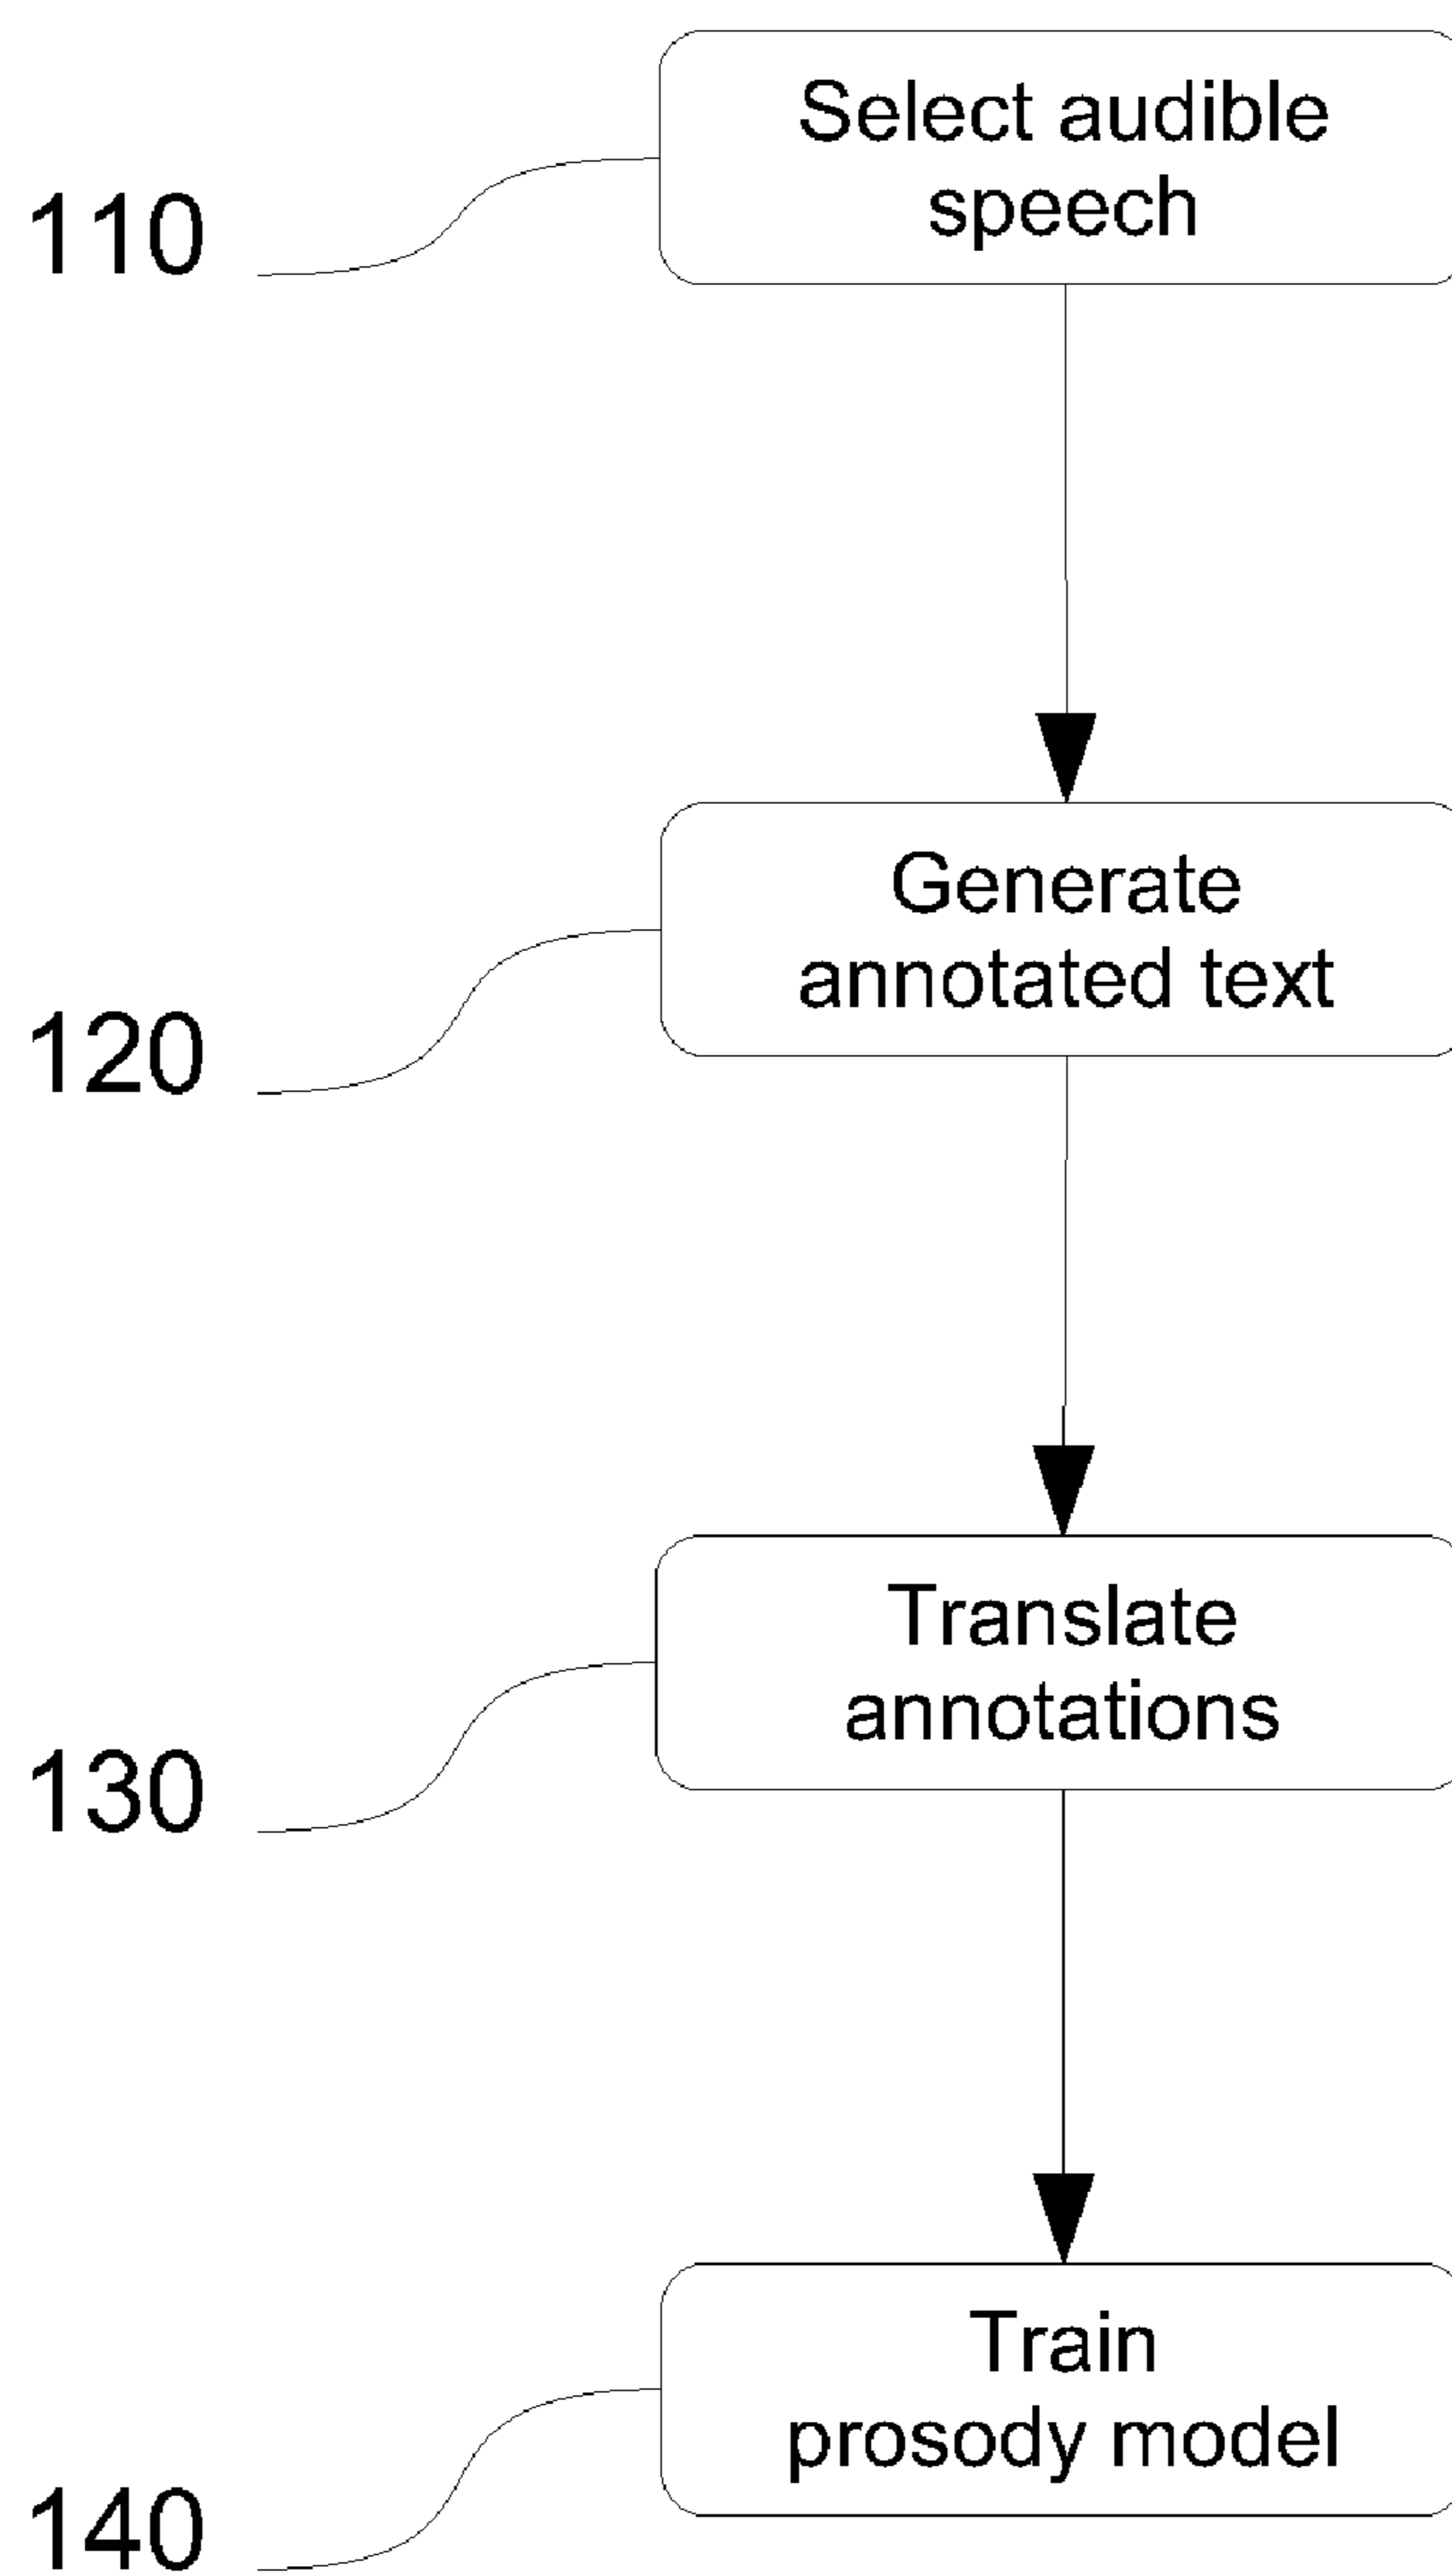 Select audible
speech
110
Generate
annotated text
120
Translate
annotations
130
Train
prosody model
140